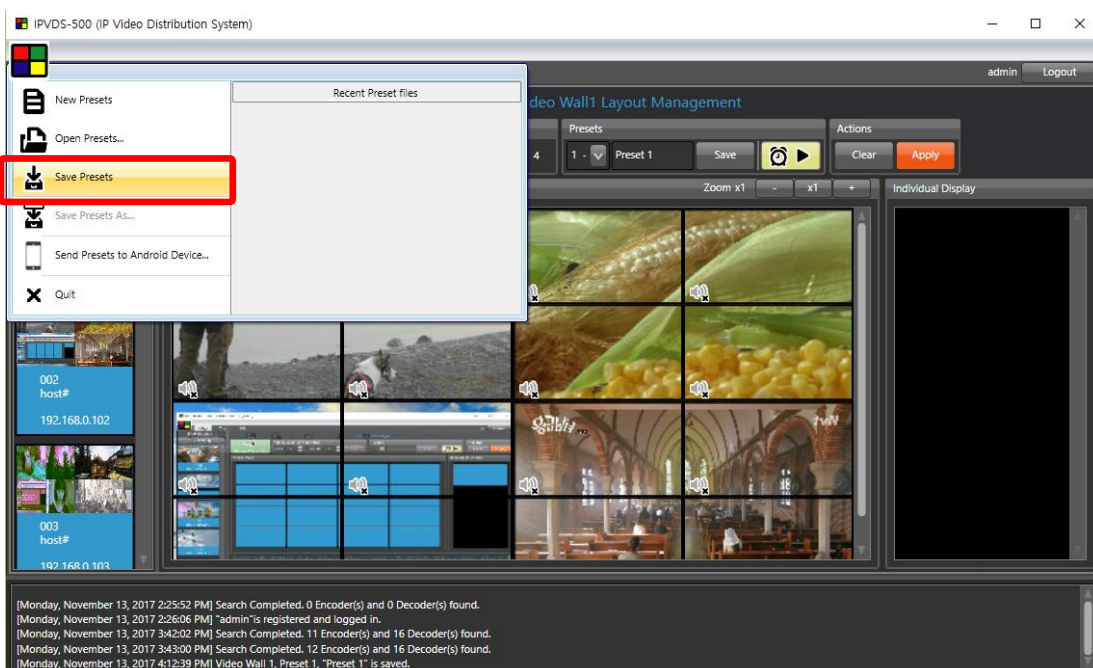 IPVDS-500 (IP Video Distribution System)
admin
Logout
New Presets
Open Presets...
Save Presets
Save Presets As...
Send Presets to Android Device...
Quit
Recent Preset files
deo Wall1 Layout Management
4
Presets
1 -
Preset 1
Save
Actions
Clear
Apply
Zoom x1
-
x1
+
Individual Display
002
host#
192.168.0.102
003
host#
192.168.0.103
tvN
[Monday, November 13, 2017 2:25:52 PM] Search Completed. 0 Encoder(s) and 0 Decoder(s) found.
[Monday, November 13, 2017 2:26:06 PM] "admin"is registered and logged in.
[Monday, November 13, 2017 3:42:02 PM] Search Completed. 11 Encoder(s) and 16 Decoder(s) found.
[Monday, November 13, 2017 3:43:00 PM] Search Completed. 12 Encoder(s) and 16 Decoder(s) found.
[Monday, November 13, 2017 4:12:39 PM] Video Wall 1, Preset 1, "Preset 1" is saved.